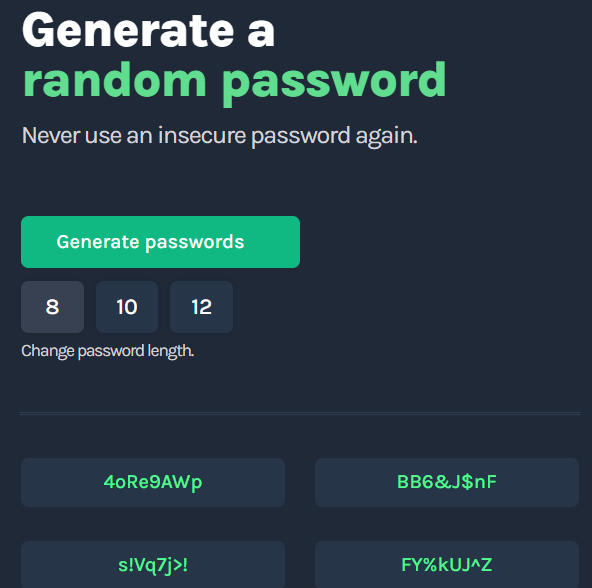 Generate a
random password
Never use an insecure password again.
Generate passwords
8 10 12
Change password length.
4oRe9AWp BB6&J$nF
s!Vq7j>! FY%kUJ^Z